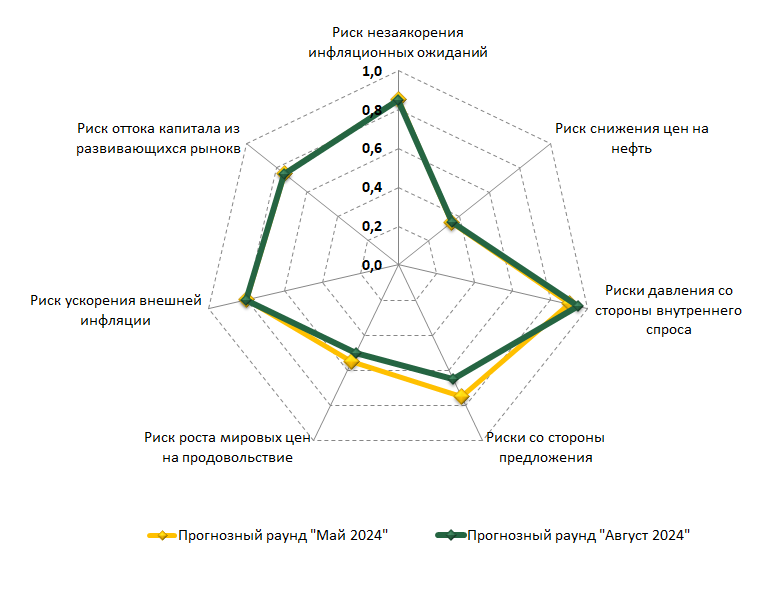 Риск незаякорения
инфляционных ожиданий
1,0
0,8
0,6
0,4
0,2
0,0
Риск оттока капитала из
развивающихся рынокв
Риск снижения цен на
нефть
Риск ускорения внешней
инфляции
Риски давления со
стороны внутреннего
спроса
Риск роста мировых цен
на продовольствие
Риски со стороны
предложения
Прогнозный раунд "Май 2024"
Прогнозный раунд "Август 2024"